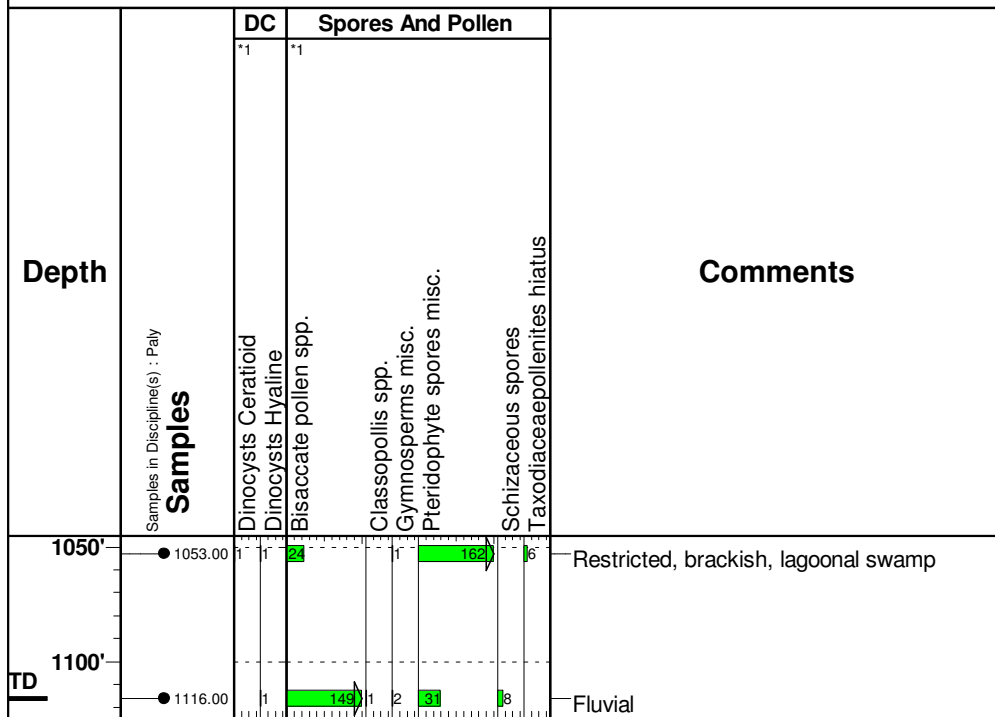 DC
Spores And Pollen
*1
*1
Depth
Samples in Discipline(s) : Paly
Samples
Dinocysts Ceratioid
Dinocysts Hyaline
Bisaccate pollen spp.
Classopollis spp.
Gymnosperms misc.
Pteridophyte spores misc.
Schizaceous spores
Taxodiaceaepollenites hiatus
Comments
1050'
1053.00 1 1 24 1 162 6 Restricted, brackish, lagoonal swamp
1100'
TD
1116.00 1 149 1 2 31 8 Fluvial